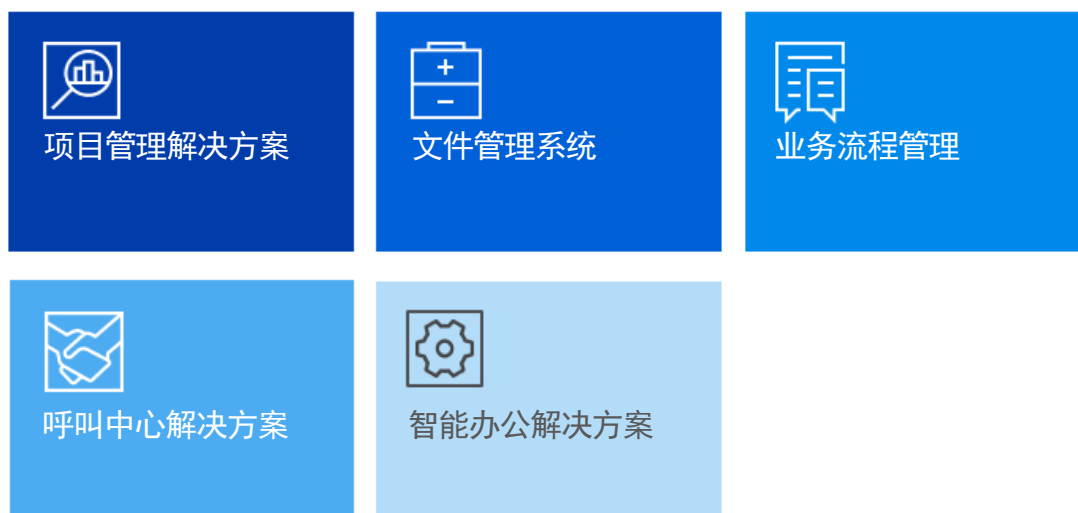 项目管理解决方案
文件管理系统
业务流程管理
呼叫中心解决方案
智能办公解决方案